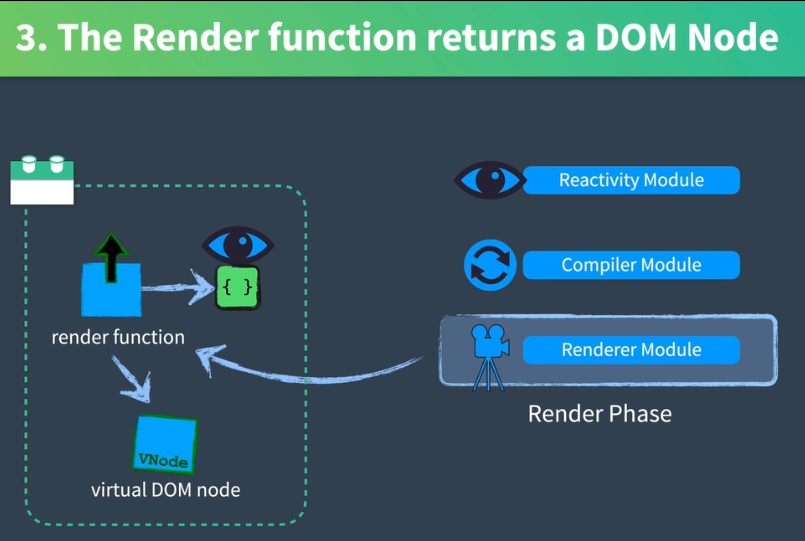 3. The Render function returns a DOM Node
Reactivity Module
Compiler Module
{ }
render function
Renderer Module
Render Phase
VNode
virtual DOM node